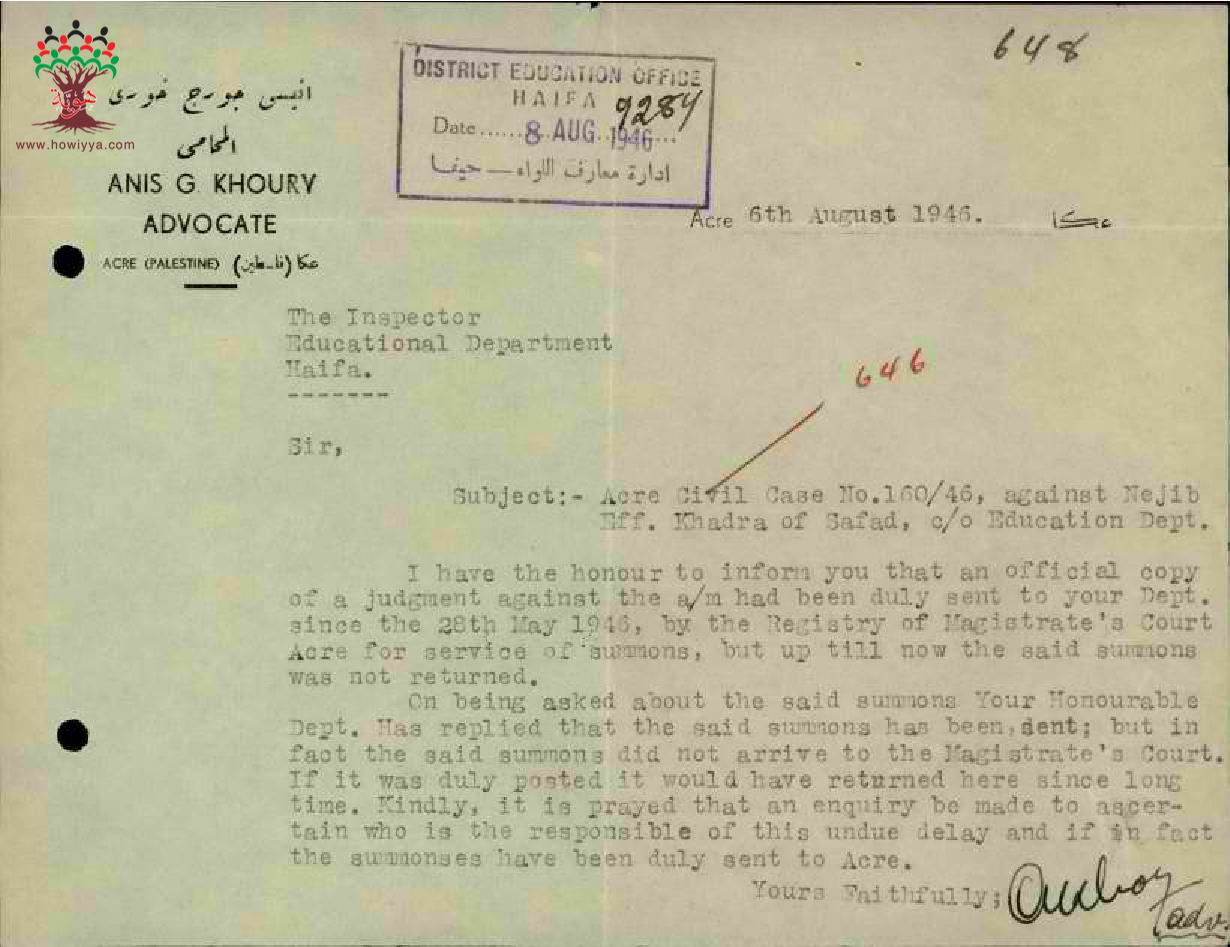 648
هوية
www.howiyya.com
انيس جورج خوري
المحامي
ANIS G. KHOURY
ADVOCATE
ACRE (PALESTINE) عكا (فلسطين)
DISTRICT EDUCATION OFFICE
HAIFA 9284
Date ...... 8 AUG. 1946 ...
ادارة معارف اللواء — حيفا
Acre 6th August 1946. عكا
The Inspector
Educational Department
Haifa.
-------
646
Sir,
Subject:- Acre Civil Case No.160/46, against Nejib
Eff. Khadra of Safad, c/o Education Dept.
I have the honour to inform you that an official copy
of a judgment against the a/m had been duly sent to your Dept.
since the 28th May 1946, by the Registry of Magistrate's Court
Acre for service of summons, but up till now the said summons
was not returned.
On being asked about the said summons Your Honourable
Dept. Has replied that the said summons has been,sent; but in
fact the said summons did not arrive to the Magistrate's Court.
If it was duly posted it would have returned here since long
time. Kindly, it is prayed that an enquiry be made to ascer-
tain who is the responsible of this undue delay and if in fact
the summonses have been duly sent to Acre.
Yours Faithfully;
adv